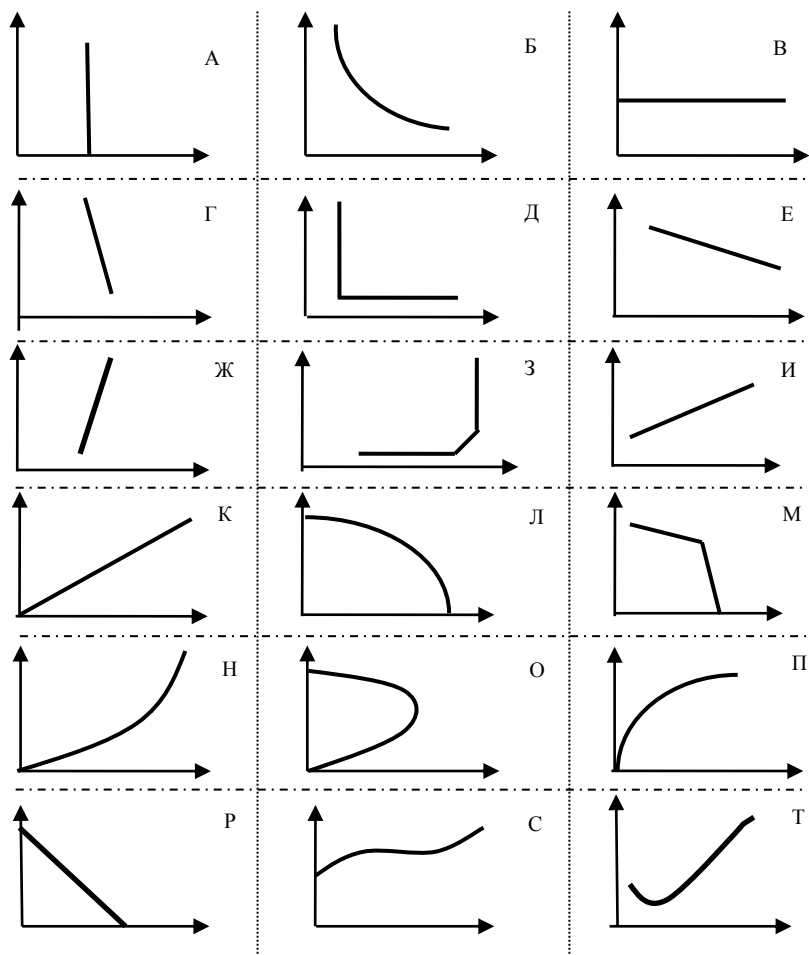 А Б В
Г Д Е
Ж З И
К Л М
Н О П
Р С Т